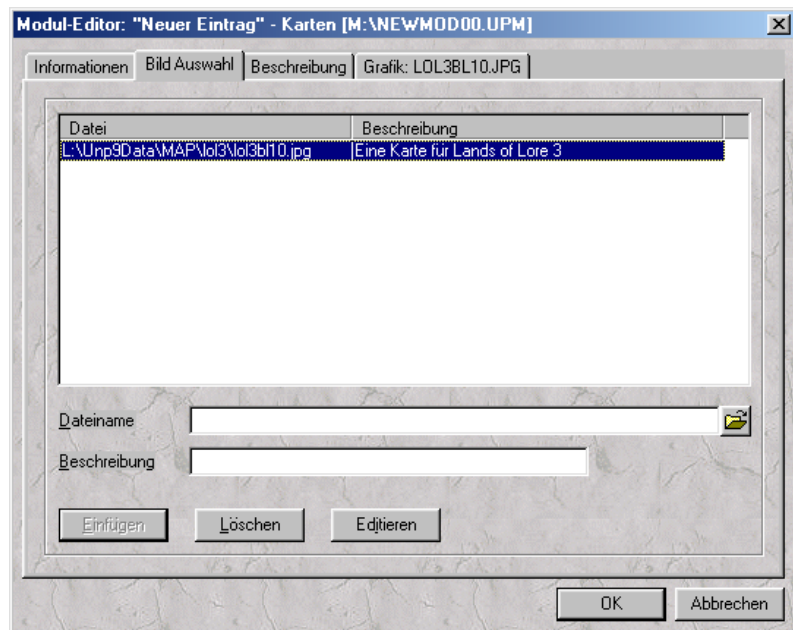 Modul-Editor: "Neuer Eintrag" - Karten [M:\NEWMOD00.UPM]
Informationen Bild Auswahl Beschreibung Grafik: LOL3BL10.JPG
Datei Beschreibung
L:\Unp9Data\MAP\lol3\lol3bl10.jpg Eine Karte für Lands of Lore 3
Dateiname
Beschreibung
Einfügen Löschen Editieren
OK Abbrechen